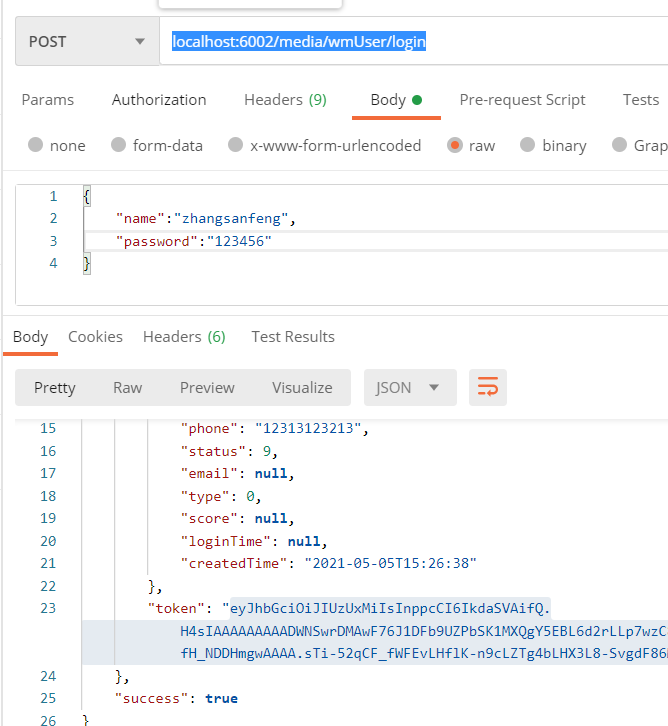 POST
localhost:6002/media/wmUser/login
Params Authorization Headers (9) Body Pre-request Script Tests
none form-data x-www-form-urlencoded raw binary Grap
1 {
2 "name":"zhangsanfeng",
3 "password":"123456"
4 }
Body Cookies Headers (6) Test Results
Pretty Raw Preview Visualize JSON
15 "phone": "12313123213",
16 "status": 9,
17 "email": null,
18 "type": 0,
19 "score": null,
20 "loginTime": null,
21 "createdTime": "2021-05-05T15:26:38"
22 },
23 "token": "eyJhbGciOiJIUzUxMiIsInppcCI6IkdaSVAifQ.
H4sIAAAAAAAAADWNSwrDMAwF76J1DFb9UZPbSK1MXQgY5EBL6d2rLLp7wzC
fH_NDDHmgwAAAA.sTi-52qCF_fWFEvLHflK-n9cLZTg4bLHX3L8-SvgdF86
24 },
25 "success": true
26 }